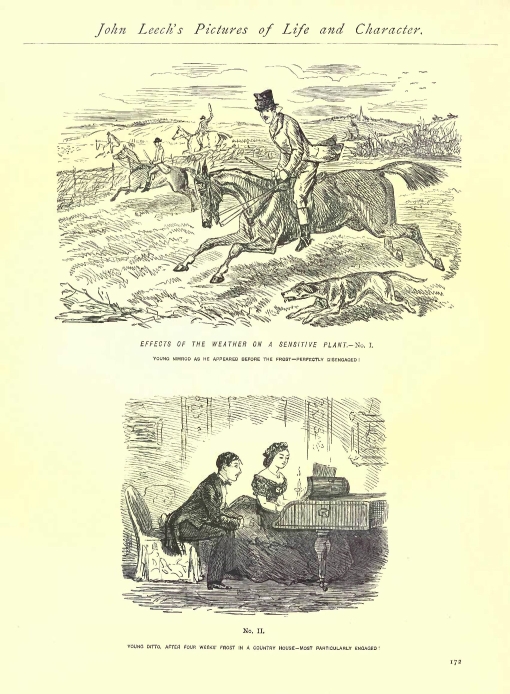 John Leech's Pictures of Life and Character.
EFFECTS OF THE WEATHER ON A SENSITIVE PLANT.—No. I.
YOUNG NIMROD AS HE APPEARED BEFORE THE FROST—PERFECTLY DISENGAGED!
No. II.
YOUNG DITTO, AFTER FOUR WEEKS' FROST IN A COUNTRY HOUSE—MOST PARTICULARLY ENGAGED!
172